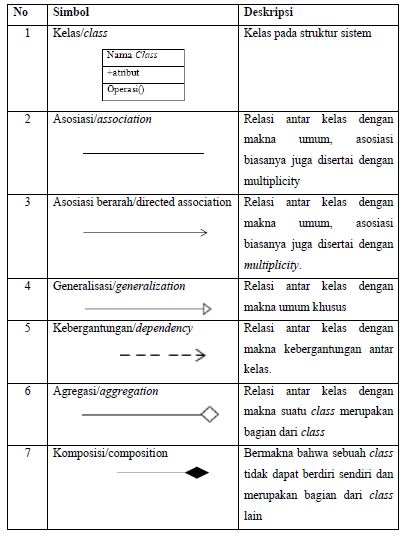 No Simbol Deskripsi
1 Kelas/class Kelas pada struktur sistem
Nama Class
+atribut
Operasi()
2 Asosiasi/association Relasi antar kelas dengan
makna umum, asosiasi
biasanya juga disertai dengan
multiplicity
3 Asosiasi berarah/directed association Relasi antar kelas dengan
makna umum, asosiasi
biasanya juga disertai dengan
multiplicity.
4 Generalisasi/generalization Relasi antar kelas dengan
makna umum khusus
5 Kebergantungan/dependency Relasi antar kelas dengan
makna kebergantungan antar
kelas.
6 Agregasi/aggregation Relasi antar kelas dengan
makna suatu class merupakan
bagian dari class
7 Komposisi/composition Bermakna bahwa sebuah class
tidak dapat berdiri sendiri dan
merupakan bagian dari class
lain